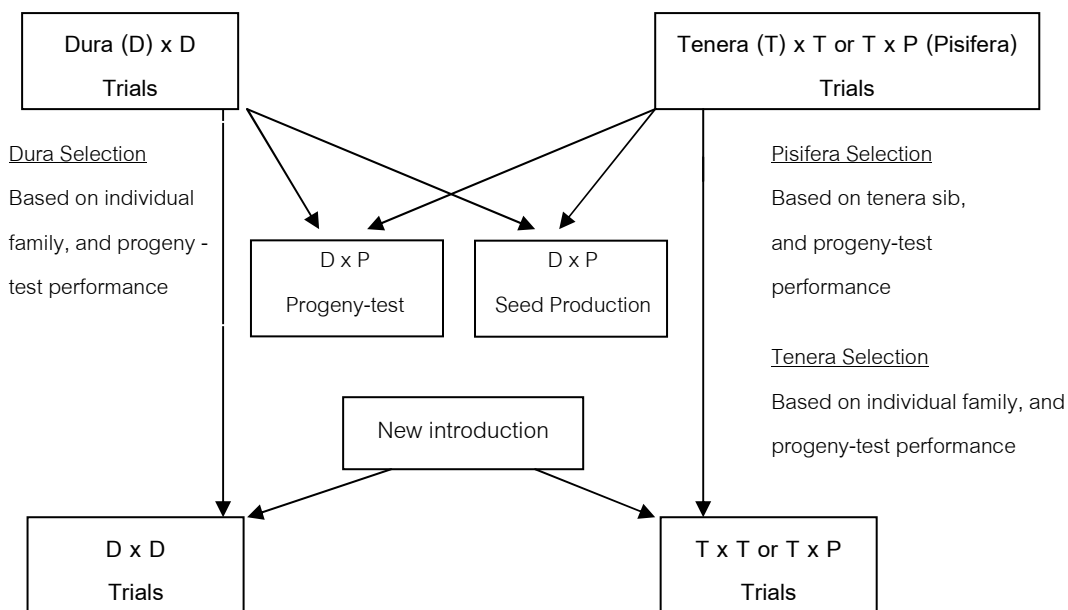 Dura (D) x D
Trials
Tenera (T) x T or T x P (Pisifera)
Trials
Dura Selection
Based on individual
family, and progeny -
test performance
Pisifera Selection
Based on tenera sib,
and progeny-test
performance
D x P
Progeny-test
D x P
Seed Production
Tenera Selection
Based on individual family, and
progeny-test performance
New introduction
D x D
Trials
T x T or T x P
Trials